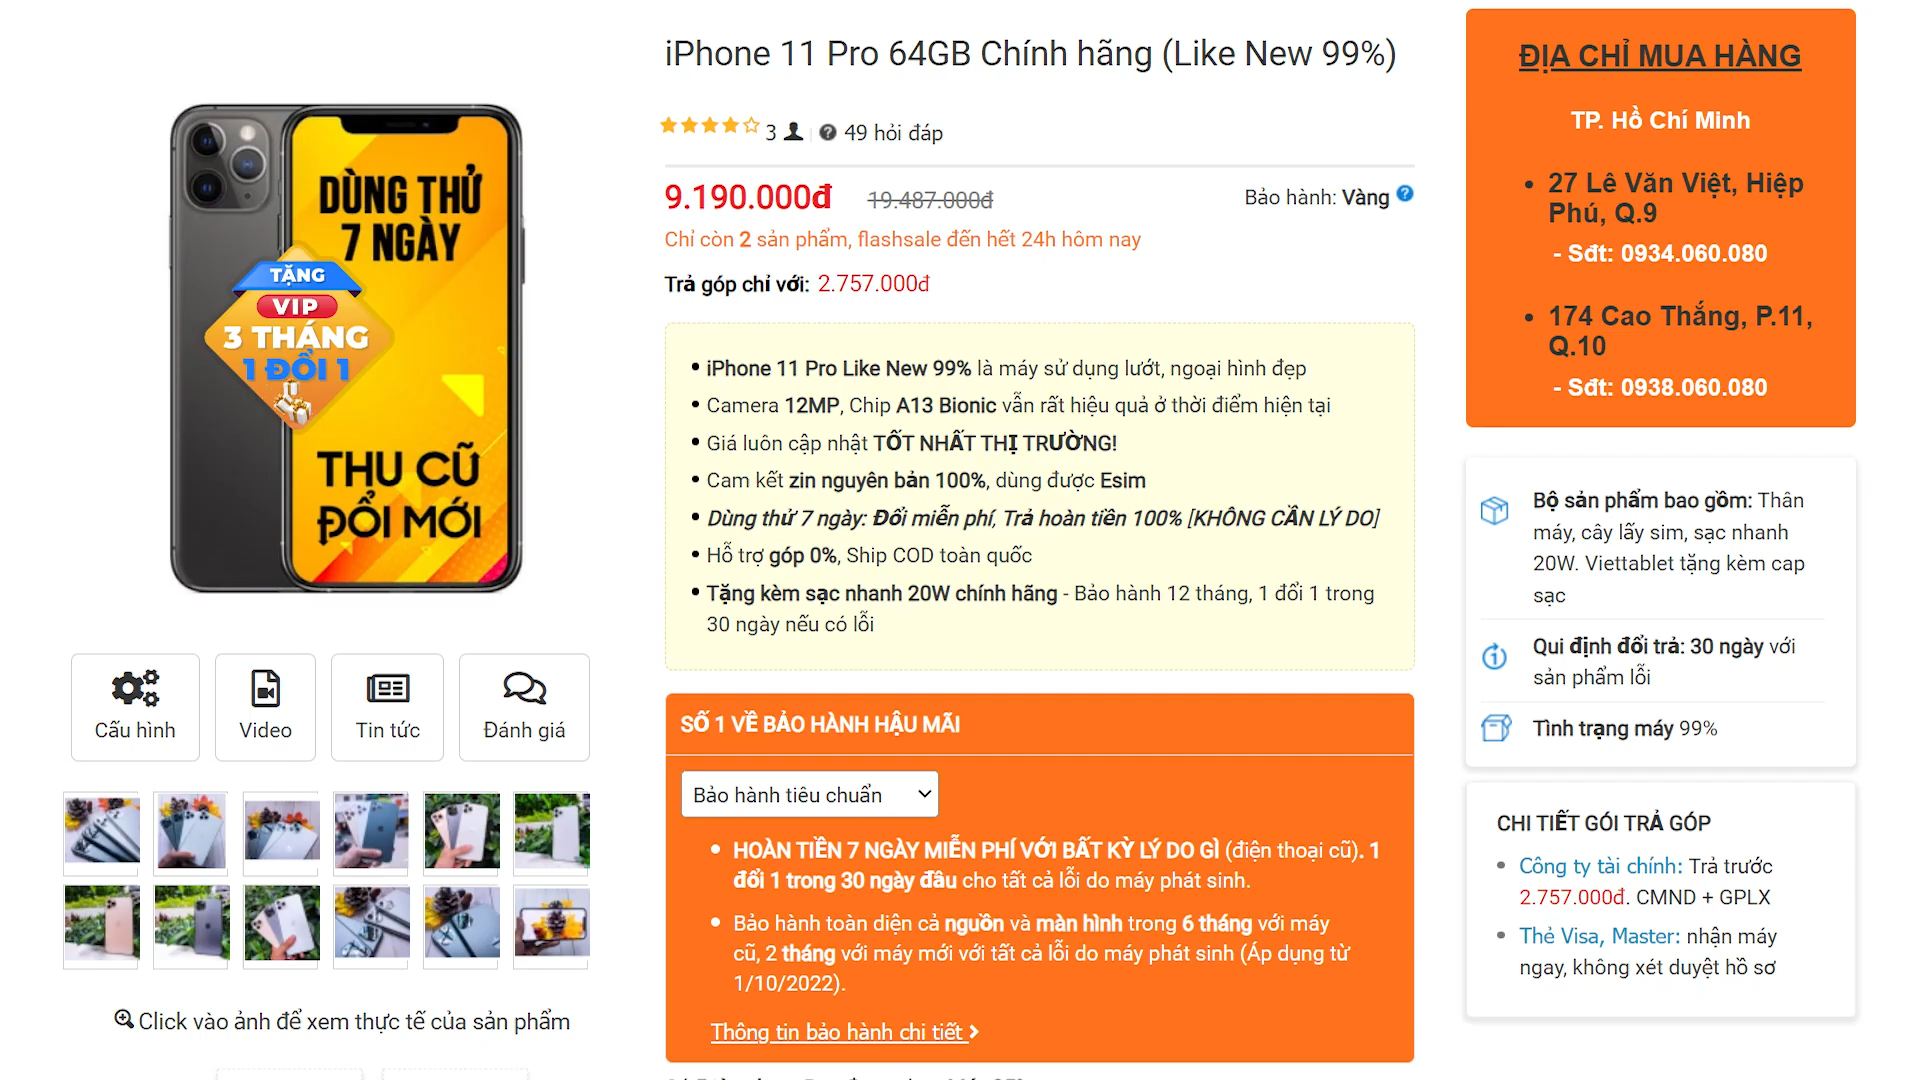 DÙNG THỬ
7 NGÀY
TẶNG
VIP
3 THÁNG
1 ĐỔI 1
THU CŨ
ĐỔI MỚI
Cấu hình
Video
Tin tức
Đánh giá
Click vào ảnh để xem thực tế của sản phẩm
iPhone 11 Pro 64GB Chính hãng (Like New 99%)
3
49 hỏi đáp
9.190.000đ 19.487.000đ
Bảo hành: Vàng
Chỉ còn 2 sản phẩm, flashsale đến hết 24h hôm nay
Trả góp chỉ với: 2.757.000đ
iPhone 11 Pro Like New 99% là máy sử dụng lướt, ngoại hình đẹp
Camera 12MP, Chip A13 Bionic vẫn rất hiệu quả ở thời điểm hiện tại
Giá luôn cập nhật TỐT NHẤT THỊ TRƯỜNG!
Cam kết zin nguyên bản 100%, dùng được Esim
Dùng thử 7 ngày: Đổi miễn phí, Trả hoàn tiền 100% [KHÔNG CẦN LÝ DO]
Hỗ trợ góp 0%, Ship COD toàn quốc
Tặng kèm sạc nhanh 20W chính hãng - Bảo hành 12 tháng, 1 đổi 1 trong
30 ngày nếu có lỗi
SỐ 1 VỀ BẢO HÀNH HẬU MÃI
Bảo hành tiêu chuẩn
HOÀN TIỀN 7 NGÀY MIỄN PHÍ VỚI BẤT KỲ LÝ DO GÌ (điện thoại cũ). 1
đổi 1 trong 30 ngày đầu cho tất cả lỗi do máy phát sinh.
Bảo hành toàn diện cả nguồn và màn hình trong 6 tháng với máy
cũ, 2 tháng với máy mới với tất cả lỗi do máy phát sinh (Áp dụng từ
1/10/2022).
Thông tin bảo hành chi tiết
ĐỊA CHỈ MUA HÀNG
TP. Hồ Chí Minh
27 Lê Văn Việt, Hiệp
Phú, Q.9
- Sđt: 0934.060.080
174 Cao Thắng, P.11,
Q.10
- Sđt: 0938.060.080
Bộ sản phẩm bao gồm: Thân
máy, cây lấy sim, sạc nhanh
20W. Viettablet tặng kèm cap
sạc
Qui định đổi trả: 30 ngày với
sản phẩm lỗi
Tình trạng máy 99%
CHI TIẾT GÓI TRẢ GÓP
Công ty tài chính: Trả trước
2.757.000đ. CMND + GPLX
Thẻ Visa, Master: nhận máy
ngay, không xét duyệt hồ sơ